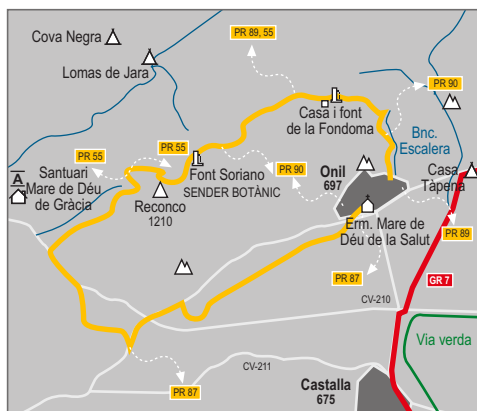 Cova Negra
Lomas de Jara
PR 89, 55
PR 90
Casa i font
de la Fondoma
Bnc.
Escalera
PR 55
PR 55
Santuari
Mare de Déu
de Gràcia
Font Soriano
PR 90
SENDER BOTÀNIC
Onil
697
Casa
Tàpena
Reconco
1210
Erm. Mare de
Déu de la Salut
PR 89
PR 87
GR 7
CV-210
Via verda
CV-211
PR 87
Castalla
675
A